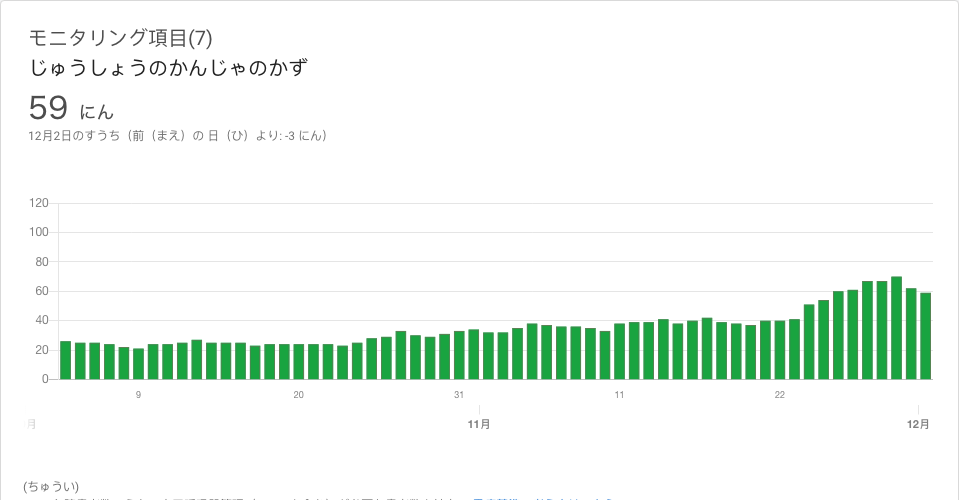 モニタリング項目(7)
じゅうしょうのかんじゃのかず
59 にん
12月2日のすうち（前（まえ）の 日（ひ）より: -3 にん）
120
100
80
60
40
20
0
9 20 31 11 22
月 11月 12月
(ちゅうい)